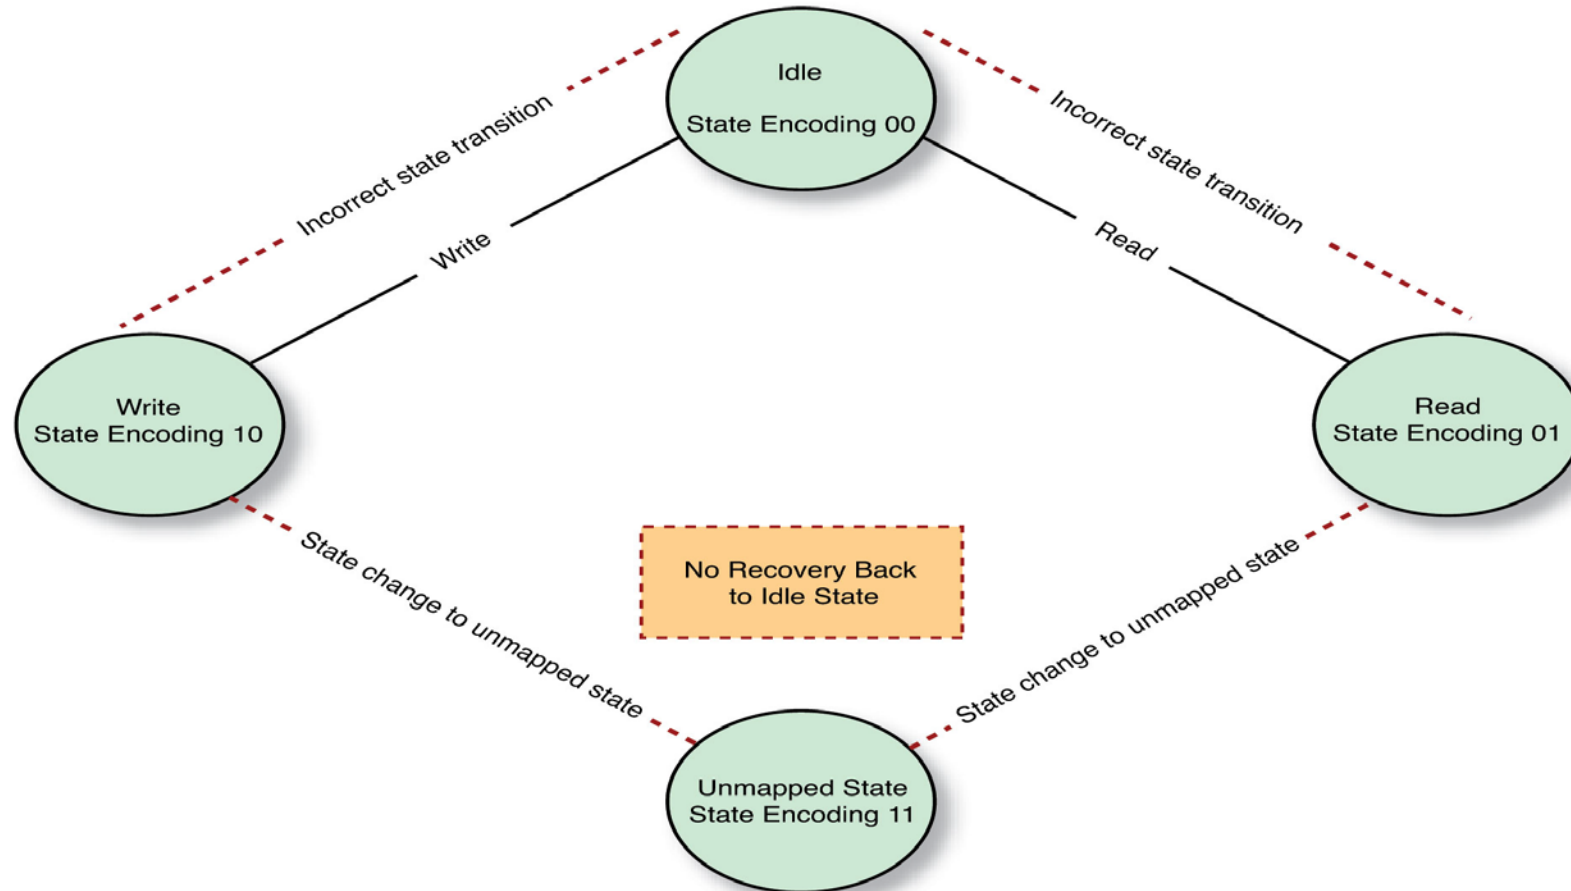 Idle
State Encoding 00
Incorrect state transition
Incorrect state transition
Write
Read
Write
State Encoding 10
Read
State Encoding 01
State change to unmapped state
No Recovery Back
to Idle State
State change to unmapped state
Unmapped State
State Encoding 11